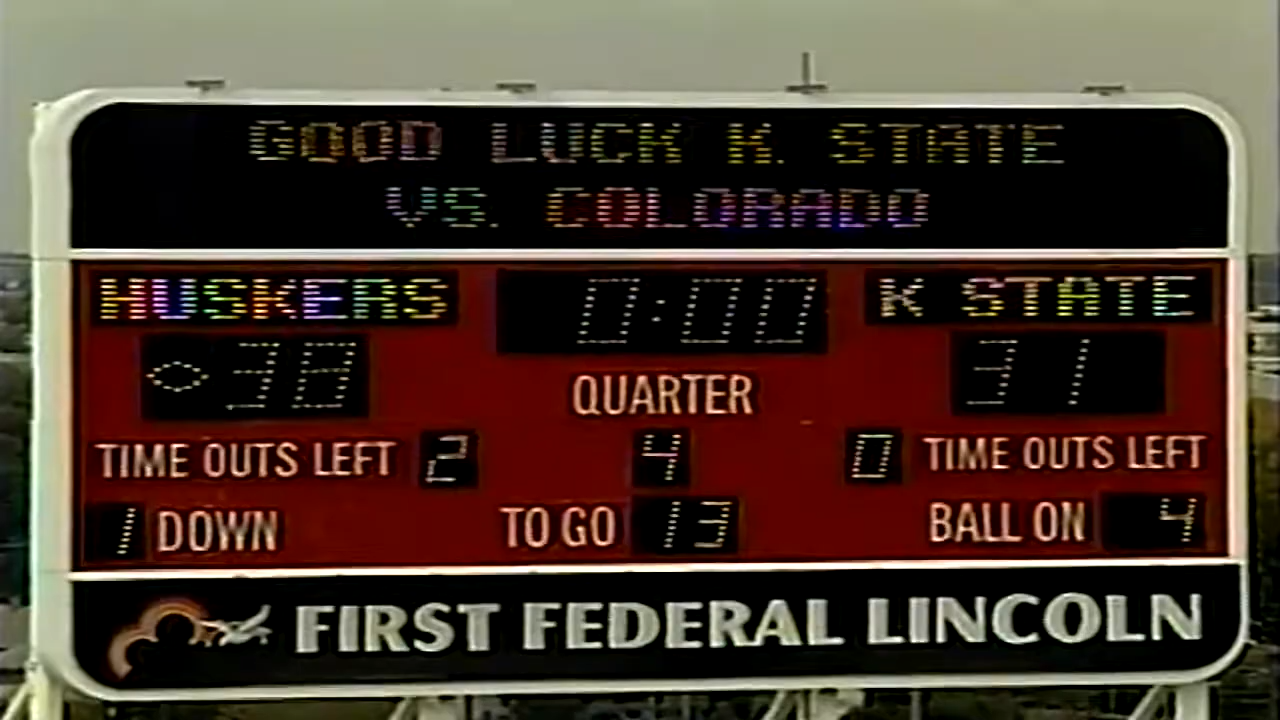 GOOD LUCK K. STATE
VS. COLORADO
HUSKERS 0:00 K STATE
38 31
QUARTER
TIME OUTS LEFT 2 4 0 TIME OUTS LEFT
1 DOWN TO GO 13 BALL ON 4
FIRST FEDERAL LINCOLN